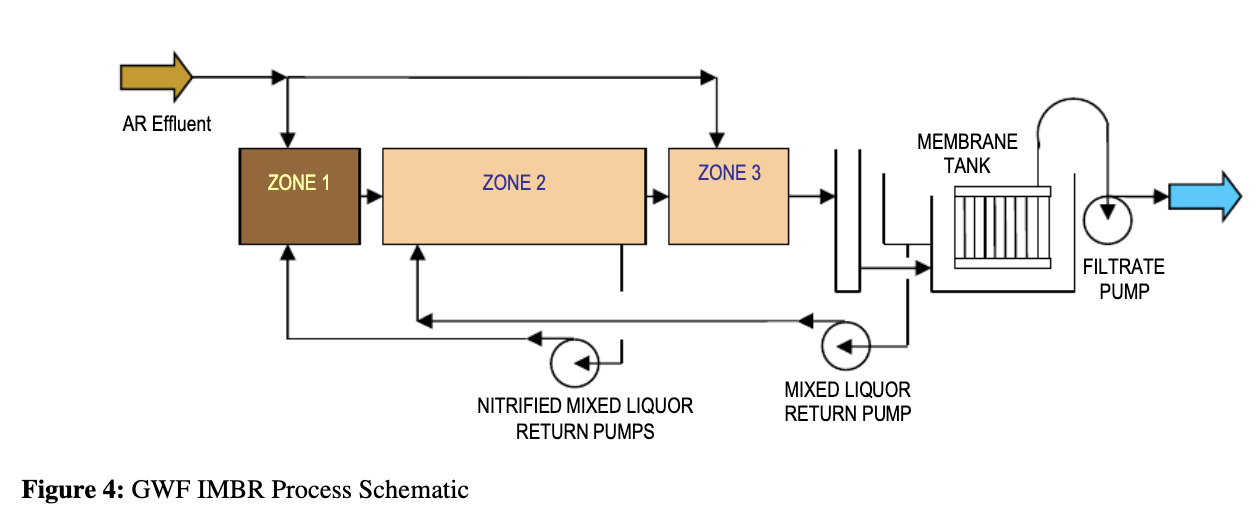 AR Effluent
ZONE 1
ZONE 2
ZONE 3
MEMBRANE
TANK
FILTRATE
PUMP
MIXED LIQUOR
RETURN PUMP
NITRIFIED MIXED LIQUOR
RETURN PUMPS
Figure 4: GWF IMBR Process Schematic